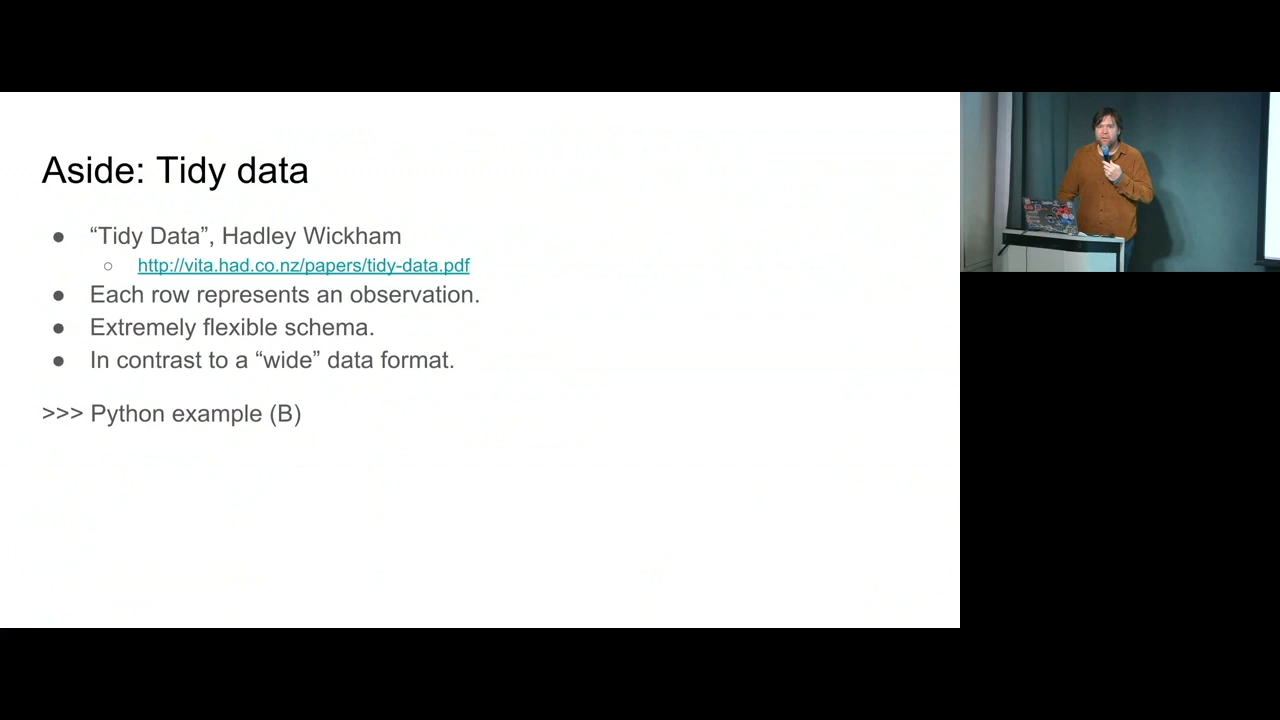 Aside: Tidy data
● “Tidy Data”, Hadley Wickham
○ http://vita.had.co.nz/papers/tidy-data.pdf
● Each row represents an observation.
● Extremely flexible schema.
● In contrast to a “wide” data format.
>>> Python example (B)